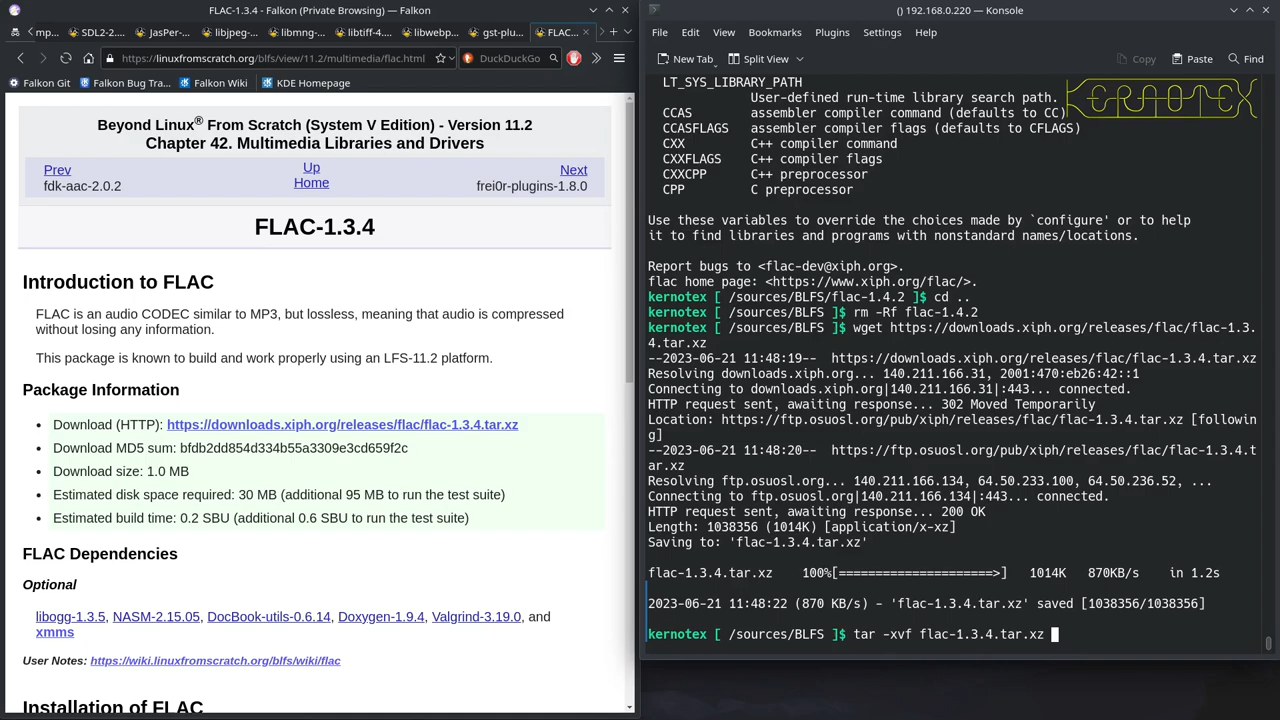 FLAC-1.3.4 - Falkon (Private Browsing) — Falkon
mp... SDL2-2.... JasPer-... libjpeg-... libmng-... libtiff-4.... libwebp... gst-plu... FLAC...
https://linuxfromscratch.org/blfs/view/11.2/multimedia/flac.html DuckDuckGo
Falkon Git Falkon Bug Tra... Falkon Wiki KDE Homepage
Beyond Linux® From Scratch (System V Edition) - Version 11.2
Chapter 42. Multimedia Libraries and Drivers
Prev Up Next
fdk-aac-2.0.2 Home frei0r-plugins-1.8.0
FLAC-1.3.4
Introduction to FLAC
FLAC is an audio CODEC similar to MP3, but lossless, meaning that audio is compressed
without losing any information.
This package is known to build and work properly using an LFS-11.2 platform.
Package Information
• Download (HTTP): https://downloads.xiph.org/releases/flac/flac-1.3.4.tar.xz
• Download MD5 sum: bfdb2dd854d334b55a3309e3cd659f2c
• Download size: 1.0 MB
• Estimated disk space required: 30 MB (additional 95 MB to run the test suite)
• Estimated build time: 0.2 SBU (additional 0.6 SBU to run the test suite)
FLAC Dependencies
Optional
libogg-1.3.5, NASM-2.15.05, DocBook-utils-0.6.14, Doxygen-1.9.4, Valgrind-3.19.0, and
xmms
User Notes: https://wiki.linuxfromscratch.org/blfs/wiki/flac
Installation of FLAC
() 192.168.0.220 — Konsole
File Edit View Bookmarks Plugins Settings Help
New Tab Split View Copy Paste Find
KERNOTEX
LT_SYS_LIBRARY_PATH
User-defined run-time library search path.
CCAS assembler compiler command (defaults to CC)
CCASFLAGS assembler compiler flags (defaults to CFLAGS)
CXX C++ compiler command
CXXFLAGS C++ compiler flags
CXXCPP C++ preprocessor
CPP C preprocessor
Use these variables to override the choices made by `configure' or to help
it to find libraries and programs with nonstandard names/locations.
Report bugs to <flac-dev@xiph.org>.
flac home page: <https://www.xiph.org/flac/>.
kernotex [ /sources/BLFS/flac-1.4.2 ]$ cd ..
kernotex [ /sources/BLFS ]$ rm -Rf flac-1.4.2
kernotex [ /sources/BLFS ]$ wget https://downloads.xiph.org/releases/flac/flac-1.3.
4.tar.xz
--2023-06-21 11:48:19-- https://downloads.xiph.org/releases/flac/flac-1.3.4.tar.xz
Resolving downloads.xiph.org... 140.211.166.31, 2001:470:eb26:42::1
Connecting to downloads.xiph.org|140.211.166.31|:443... connected.
HTTP request sent, awaiting response... 302 Moved Temporarily
Location: https://ftp.osuosl.org/pub/xiph/releases/flac/flac-1.3.4.tar.xz [followin
g]
--2023-06-21 11:48:20-- https://ftp.osuosl.org/pub/xiph/releases/flac/flac-1.3.4.t
ar.xz
Resolving ftp.osuosl.org... 140.211.166.134, 64.50.233.100, 64.50.236.52, ...
Connecting to ftp.osuosl.org|140.211.166.134|:443... connected.
HTTP request sent, awaiting response... 200 OK
Length: 1038356 (1014K) [application/x-xz]
Saving to: 'flac-1.3.4.tar.xz'
flac-1.3.4.tar.xz 100%[=====================>] 1014K 870KB/s in 1.2s
2023-06-21 11:48:22 (870 KB/s) - 'flac-1.3.4.tar.xz' saved [1038356/1038356]
kernotex [ /sources/BLFS ]$ tar -xvf flac-1.3.4.tar.xz